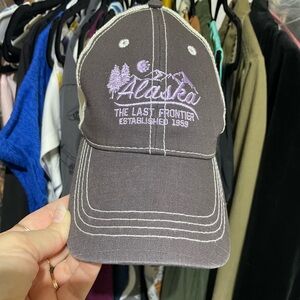 Alaska
THE LAST FRONTIER
ESTABLISHED 1959